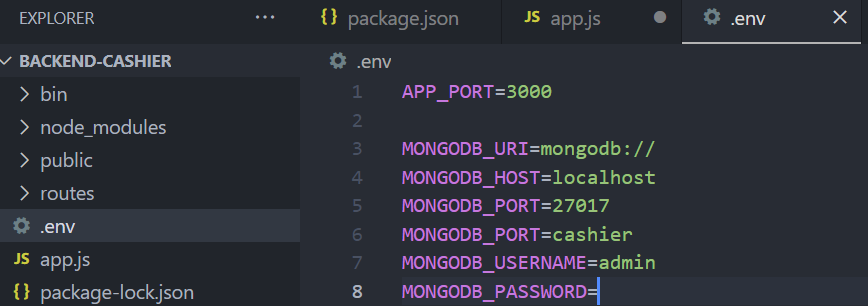 EXPLORER ...
package.json
JS app.js
.env
BACKEND-CASHIER
bin
node_modules
public
routes
.env
JS app.js
{} package-lock.json
.env
1 APP_PORT=3000
2
3 MONGODB_URI=mongodb://
4 MONGODB_HOST=localhost
5 MONGODB_PORT=27017
6 MONGODB_PORT=cashier
7 MONGODB_USERNAME=admin
8 MONGODB_PASSWORD=